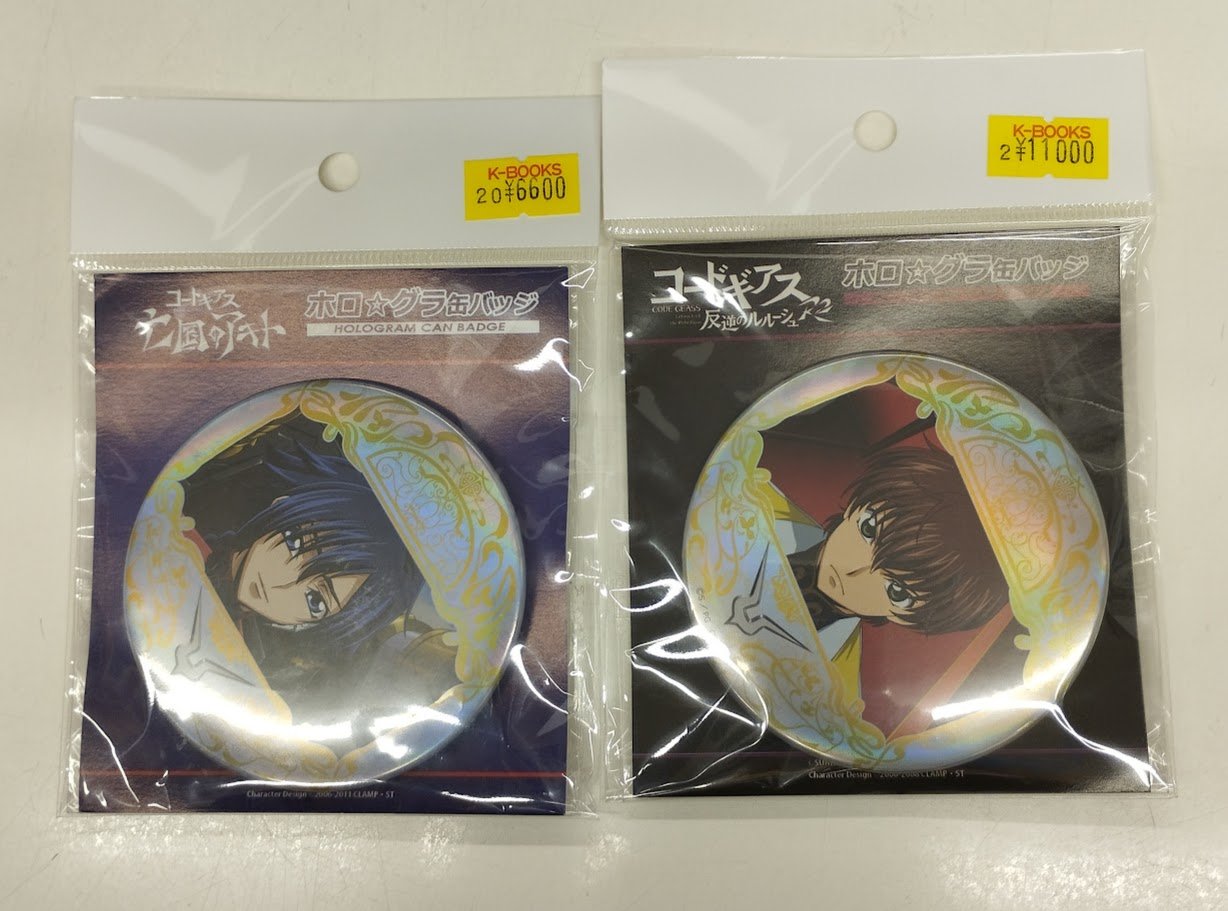 K-BOOKS
20¥6600
コードギアス
亡国のアキト
ホロ☆グラ缶バッジ
HOLOGRAM CAN BADGE
Character Design 2006-2011 CLAMP・ST
K-BOOKS
2¥11000
コードギアス
CODE GEASS
反逆のルルーシュ R2
ホロ☆グラ缶バッジ
Character Design 2006-2008 CLAMP・ST